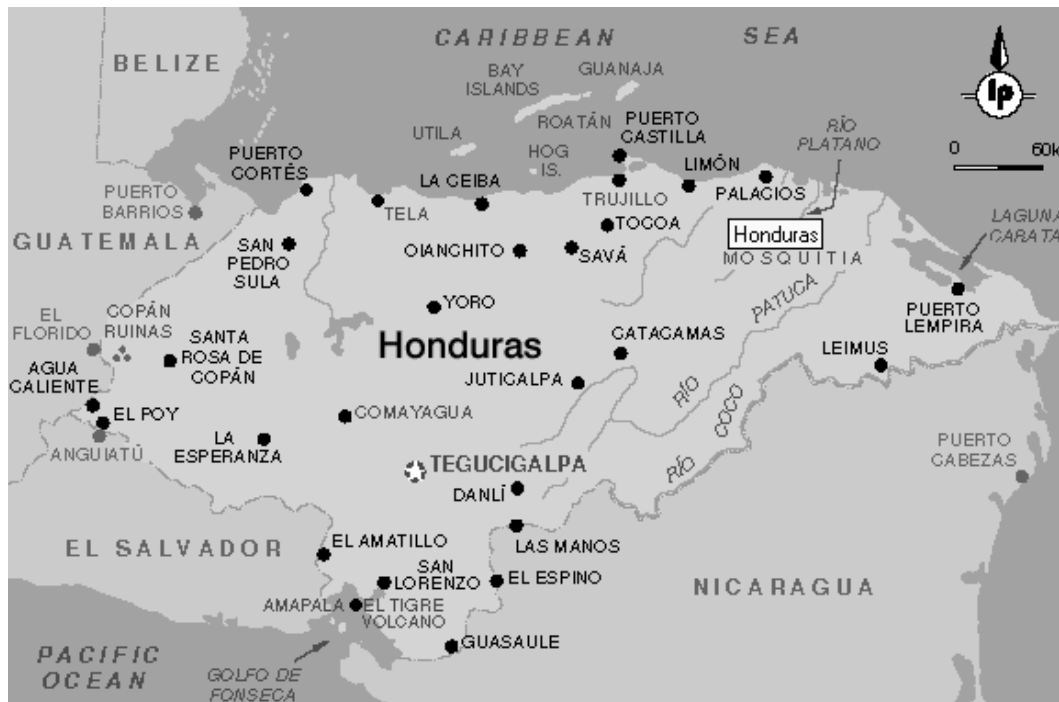 CARIBBEAN SEA
BELIZE
BAY
ISLANDS
GUANAJA
UTILA
ROATÁN
HOG
IS.
PUERTO
CASTILLA
RÍO
PLATANO
lp
0 60k
PUERTO
CORTÉS
LA CEIBA
LIMÓN
TRUJILLO
PALACIOS
PUERTO
BARRIOS
TELA
TOCOA
LAGUNA
CARATA
GUATEMALA
SAN
PEDRO
SULA
OIANCHITO
SAVÁ
Honduras
MOSQUITIA
YORO
PATUCA
PUERTO
LEMPIRA
EL
FLORIDO
COPÁN
RUINAS
SANTA
ROSA DE
COPÁN
Honduras
CATACAMAS
LEIMUS
AGUA
CALIENTE
JUTICALPA
RÍO
COCO
EL POY
COMAYAGUA
ANGUIATÚ
LA
ESPERANZA
TEGUCIGALPA
RÍO
PUERTO
CABEZAS
DANLÍ
EL SALVADOR
EL AMATILLO
LAS MANOS
SAN
LORENZO
EL ESPINO
NICARAGUA
AMAPALA
EL TIGRE
VOLCANO
GUASAULE
PACIFIC
OCEAN
GOLFO DE
FONSECA